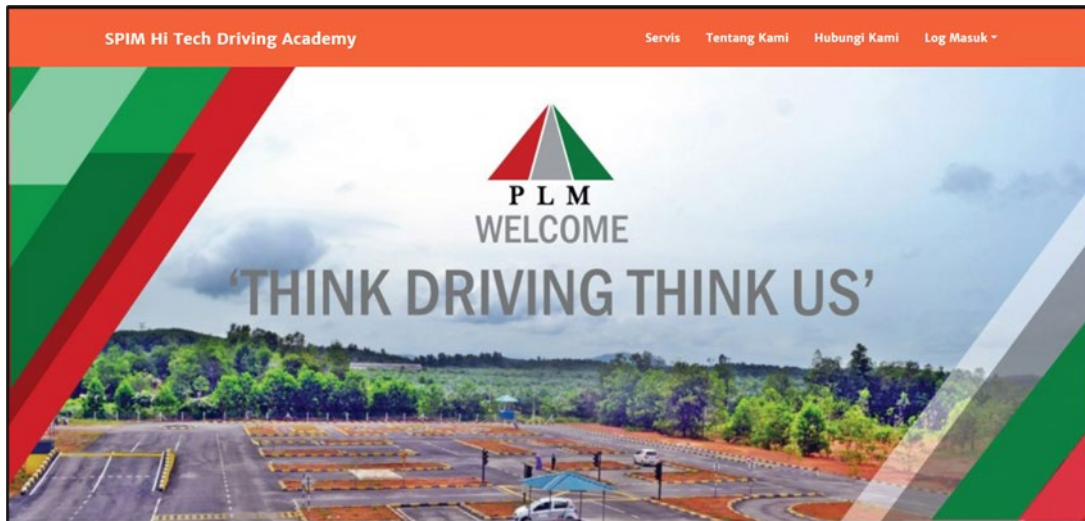 SPIM Hi Tech Driving Academy
Servis Tentang Kami Hubungi Kami Log Masuk
P L M
WELCOME
'THINK DRIVING THINK US'